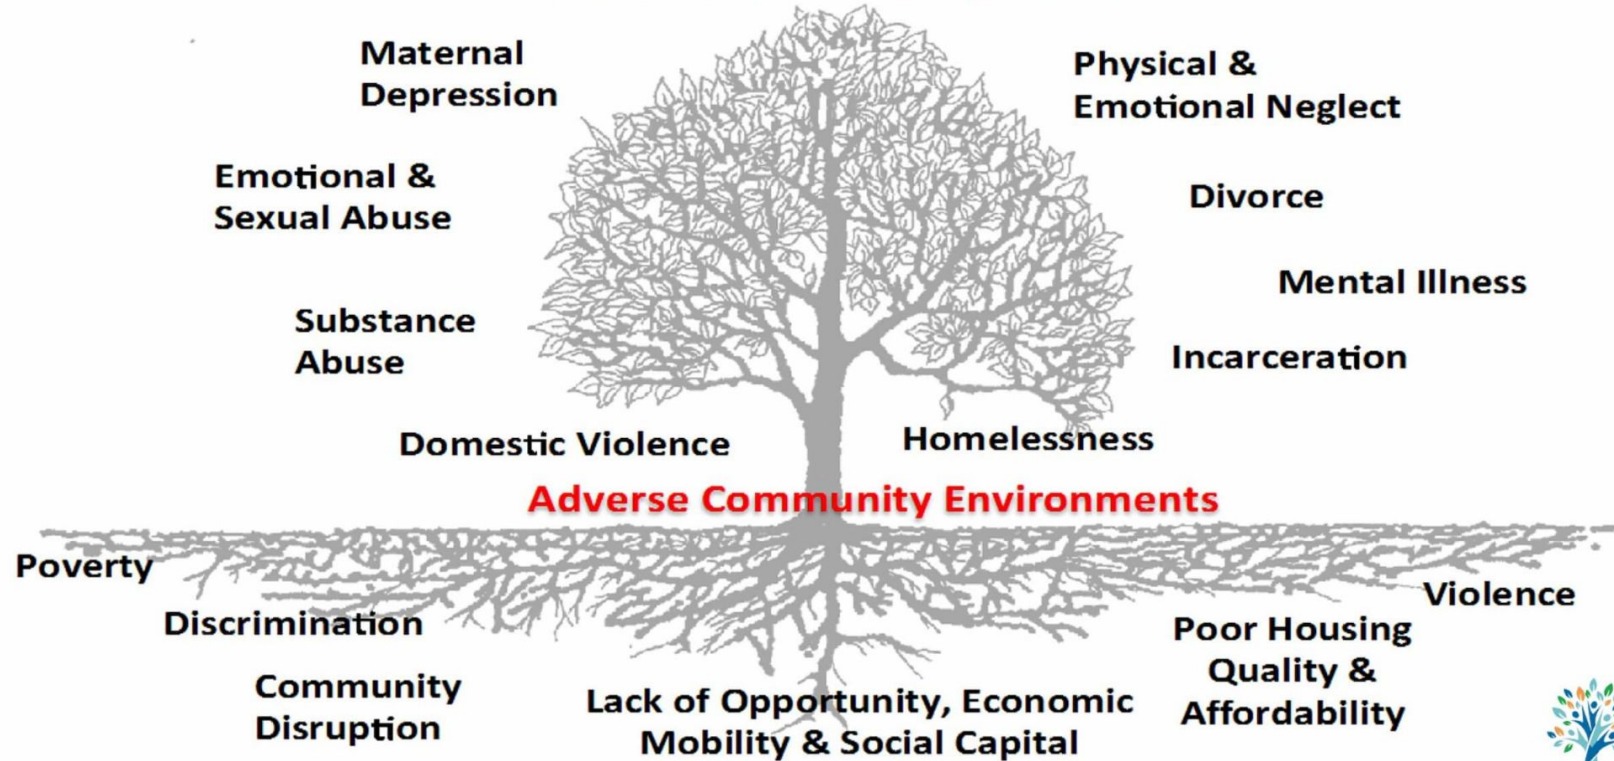 Maternal
Depression
Physical &
Emotional Neglect
Emotional &
Sexual Abuse
Divorce
Mental Illness
Substance
Abuse
Incarceration
Domestic Violence
Homelessness
Adverse Community Environments
Poverty
Violence
Discrimination
Poor Housing
Quality &
Affordability
Community
Disruption
Lack of Opportunity, Economic
Mobility & Social Capital